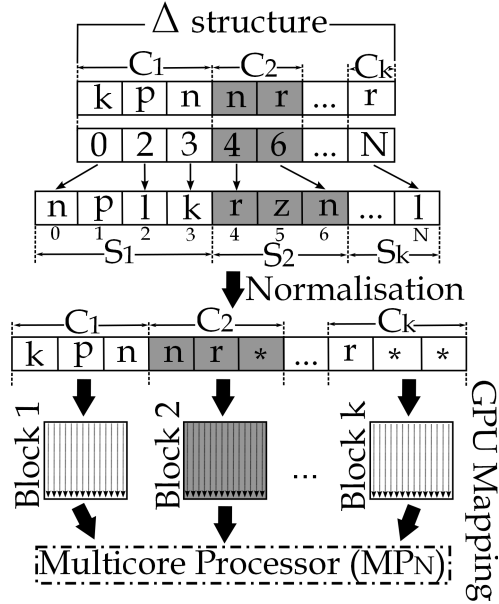 Δ structure
C1 C2 Ck
k p n n r ... r
0 2 3 4 6 ... N
n p l k r z n ... l
0 1 2 3 4 5 6 N
S1 S2 Sk
Normalisation
C1 C2 Ck
k p n n r * ... r * *
Block 1 Block 2 ... Block k
GPU Mapping
Multicore Processor (MPN)